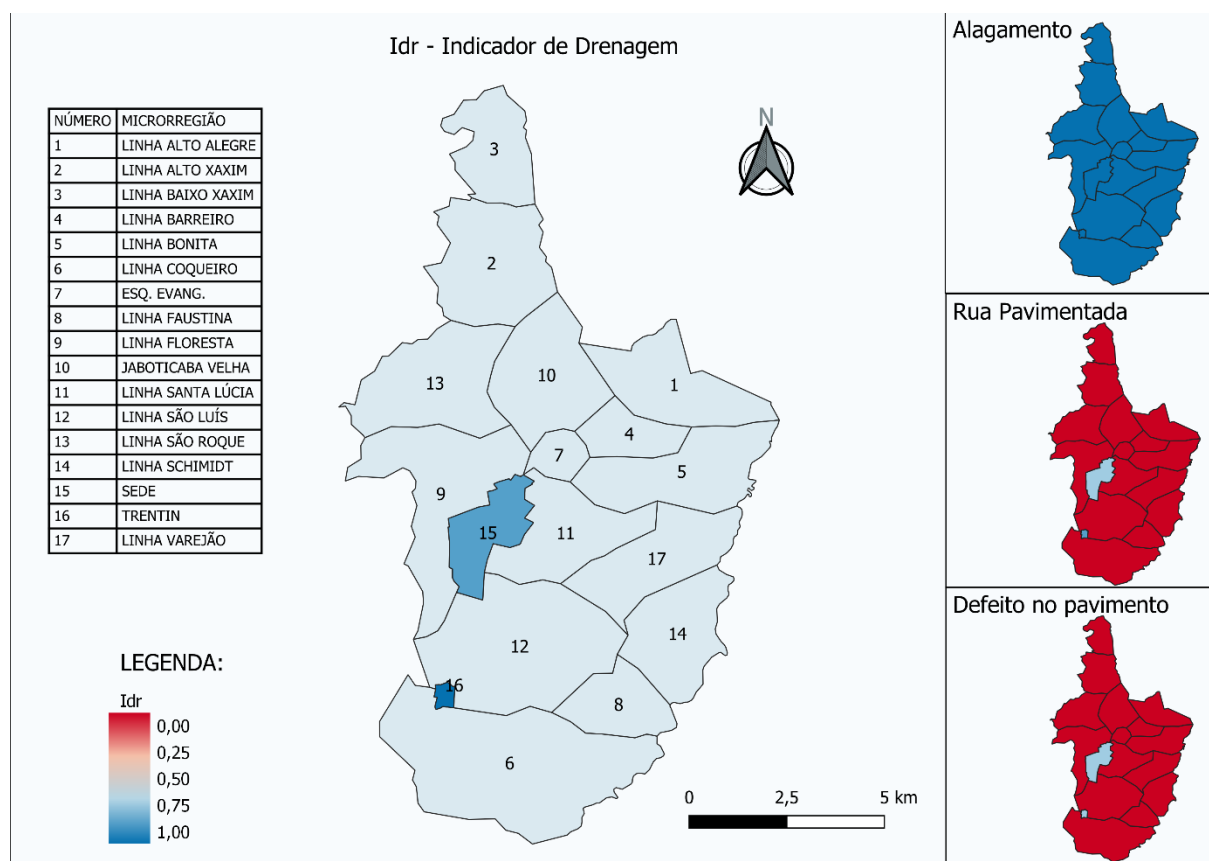 Idr - Indicador de Drenagem
NÚMERO MICRORREGIÃO
1 LINHA ALTO ALEGRE
2 LINHA ALTO XAXIM
3 LINHA BAIXO XAXIM
4 LINHA BARREIRO
5 LINHA BONITA
6 LINHA COQUEIRO
7 ESQ. EVANG.
8 LINHA FAUSTINA
9 LINHA FLORESTA
10 JABOTICABA VELHA
11 LINHA SANTA LÚCIA
12 LINHA SÃO LUÍS
13 LINHA SÃO ROQUE
14 LINHA SCHIMIDT
15 SEDE
16 TRENTIN
17 LINHA VAREJÃO
N
3
2
13
10
1
4
7
5
9
15
11
17
12
14
16
8
6
LEGENDA:
Idr
0,00
0,25
0,50
0,75
1,00
0 2,5 5 km
Alagamento
Rua Pavimentada
Defeito no pavimento